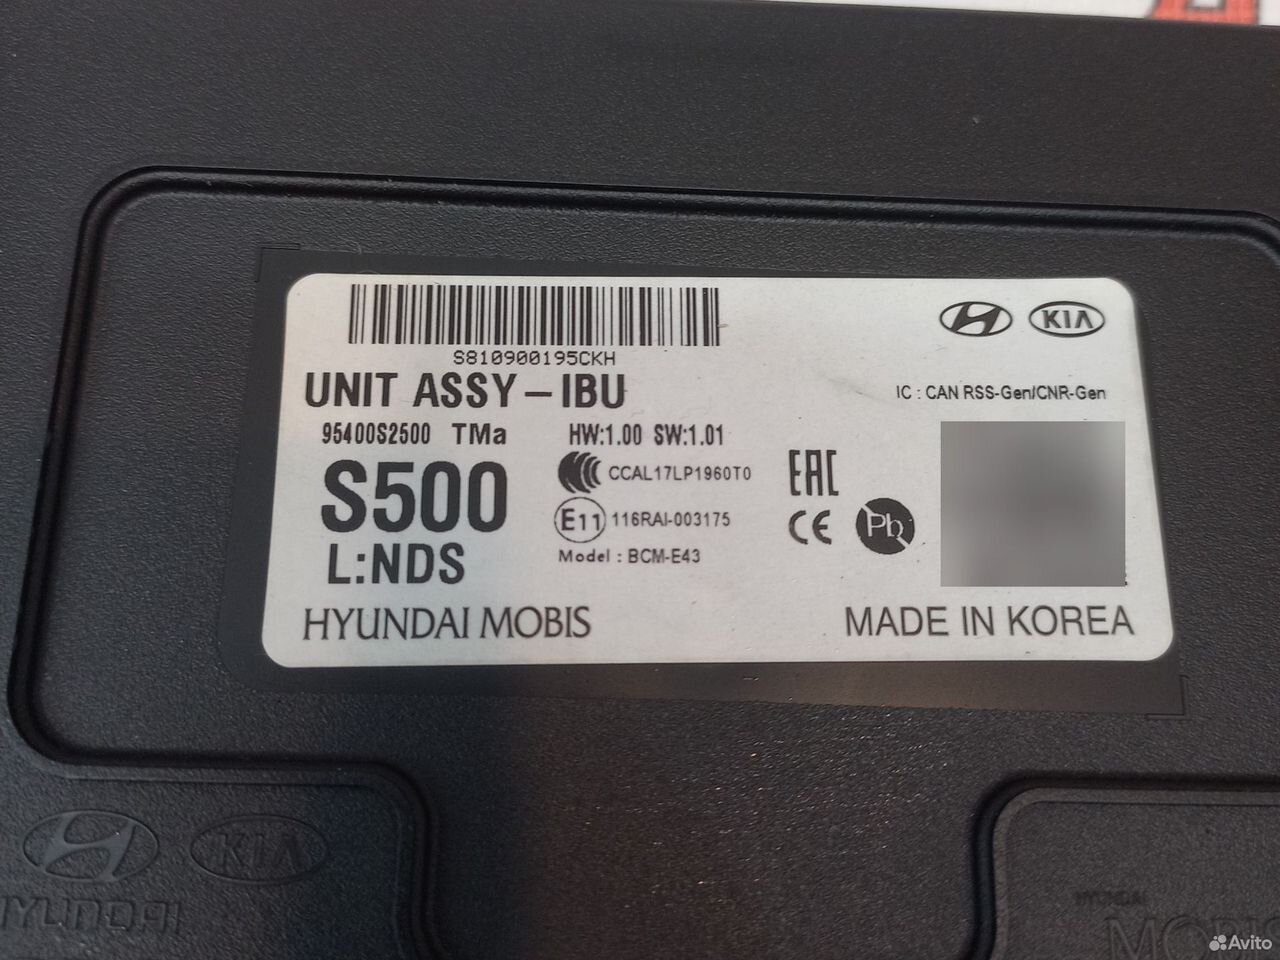 S810900195CKH
KIA
UNIT ASSY-IBU
IC : CAN RSS-Gen/CNR-Gen
95400S2500 TMa HW:1.00 SW:1.01
S500
CCAL17LP1960T0
EAC
E11 116RAI-003175
CE
Pb
L:NDS
Model : BCM-E43
HYUNDAI MOBIS
MADE IN KOREA
KIA
HYUNDAI
HYUNDAI
MOBIS
Avito